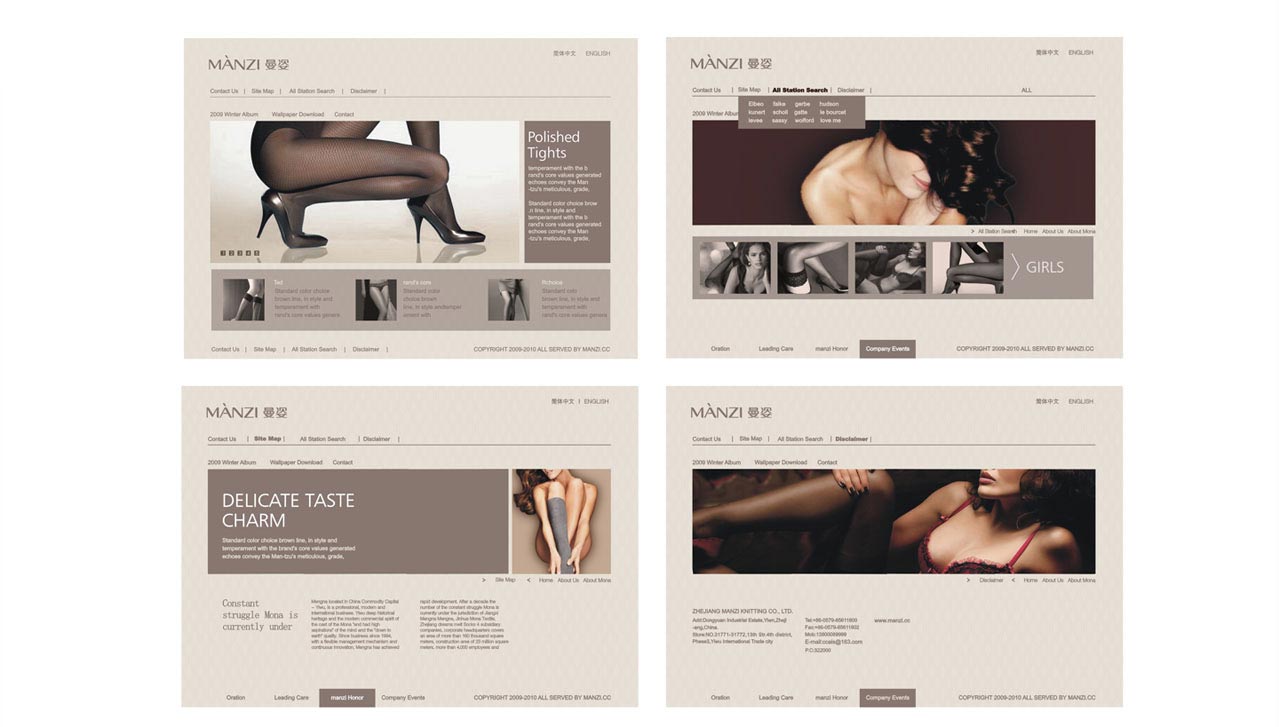 简体中文 ENGLISH
MÀNZI 曼姿
Contact Us | Site Map | All Station Search | Disclaimer |
2009 Winter Album Wallpaper Download Contact
Polished
Tights
temperament with the b
rand's core values generated
echoes convey the Man
-tzu's meticulous, grade,
Standard color choice brow
.n line, in style and
temperament with the b
rand's core values generated
echoes convey the Man
-tzu's meticulous, grade,
1 2 3 4 5
Ted
Standard color choice
brown line, in style and
temperament with
rand's core values genere
rand's core
Standard color
choice brown
line, in style andtemper
ament with
Richoice
Standard colo
brown line, in style and
temperament with
rand's core values genere
Contact Us | Site Map | All Station Search | Disclaimer |
COPYRIGHT 2009-2010 ALL SERVED BY MANZI.CC
简体中文 ENGLISH
MÀNZI 曼姿
Contact Us | Site Map | All Station Search | Disclaimer | ALL
Elbeo falke gerbe hudson
kunert scholl gatte le bourcet
levee sassy wolford love me
2009 Winter Albu
> All Station Search Home About Us About Mona
GIRLS
Oration Leading Care manzi Honor Company Events
COPYRIGHT 2009-2010 ALL SERVED BY MANZI.CC
简体中文 | ENGLISH
MÀNZI 曼姿
Contact Us | Site Map | All Station Search | Disclaimer |
2009 Winter Album Wallpaper Download Contact
DELICATE TASTE
CHARM
Standard color choice brown line, in style and
temperament with the brand's core values generated
echoes convey the Man-tzu's meticulous, grade,
> Site Map < Home About Us About Mona
Constant
struggle Mona is
currently under
Mengna located in China Commodity Capital
– Yiwu, is a professional, modern and
international business. Yiwu deep historical
heritage and the modern commercial spirit of
the cast of the Mona "and had high
aspirations" of the mind and the "down to
earth" quality. Since business since 1994,
with a flexible management mechanism and
continuous innovation, Mengna has achieved
rapid development. After a decade the
number of the constant struggle Mona is
currently under the jurisdiction of Jiangxi
Mengna Mengna, Jinhua Mona Textile,
Zhejiang dreams wolf Socks 4 subsidiary
companies, corporate headquarters covers
an area of more than 160 thousand square
meters, construction area of 23 million square
meters, more than 4,000 employees and
Oration Leading Care manzi Honor Company Events
COPYRIGHT 2009-2010 ALL SERVED BY MANZI.CC
简体中文 ENGLISH
MÀNZI 曼姿
Contact Us | Site Map | All Station Search | Disclaimer |
2009 Winter Album Wallpaper Download Contact
> Disclaimer < Home About Us About Mona
ZHEJIANG MANZI KNITTING CO., LTD.
Add:Dongyuan Industrial Estate,Yiwn,Zheji
-ang,China.
Store:NO.31771-31772,13th Str.4th district,
Phase3,Yiwu International Trade city
Tel:+86-0579-85611803
Fax:+86-0579-85611802
E-mail:ccais@163.com
P.C:322000
www.manzi.cc
Oration Leading Care manzi Honor Company Events
COPYRIGHT 2009-2010 ALL SERVED BY MANZI.CC